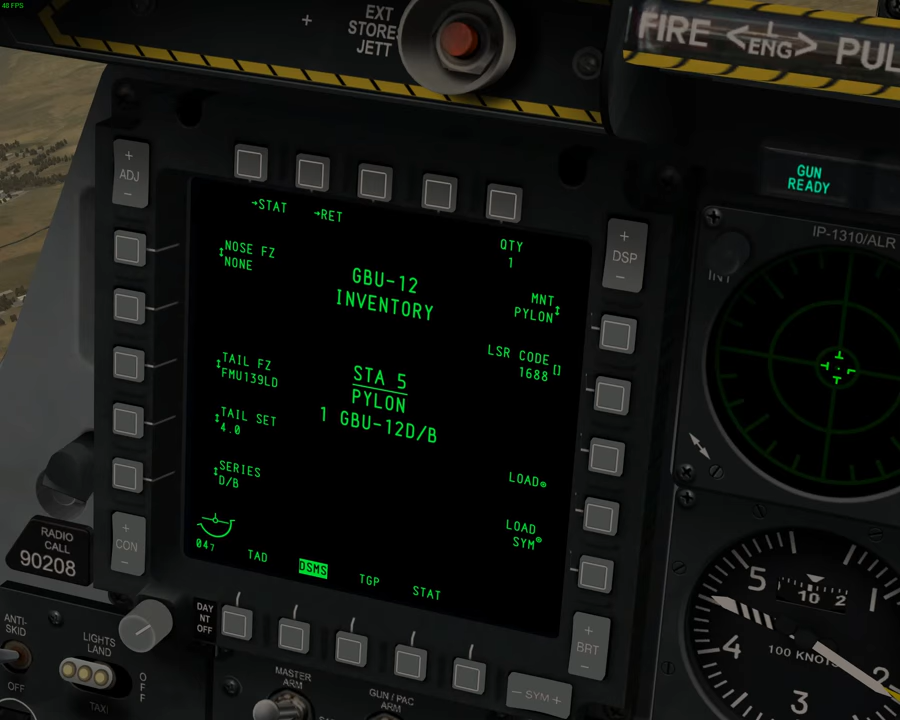 48 FPS
EXT
STORES
JETT
FIRE < L ENG > PUL
+
ADJ
-
GUN
READY
IP-1310/ALR
INT
→STAT
→RET
QTY
1
NOSE FZ
NONE
GBU-12
INVENTORY
MNT
PYLON
LSR CODE []
1688
TAIL FZ
FMU139LD
STA 5
PYLON
1 GBU-12D/B
TAIL SET
4.0
SERIES
D/B
LOAD
LOAD
SYM
047
TAD
DSMS
TGP
STAT
+
DSP
-
+
CON
-
+
BRT
-
- SYM +
DAY
NT
OFF
RADIO
CALL
90208
ANTI-
SKID
LIGHTS
LAND
OFF
TAXI
OFF
MASTER
ARM
GUN / PAC
ARM
5
4
3
2
1
10 2
100 KNOTS